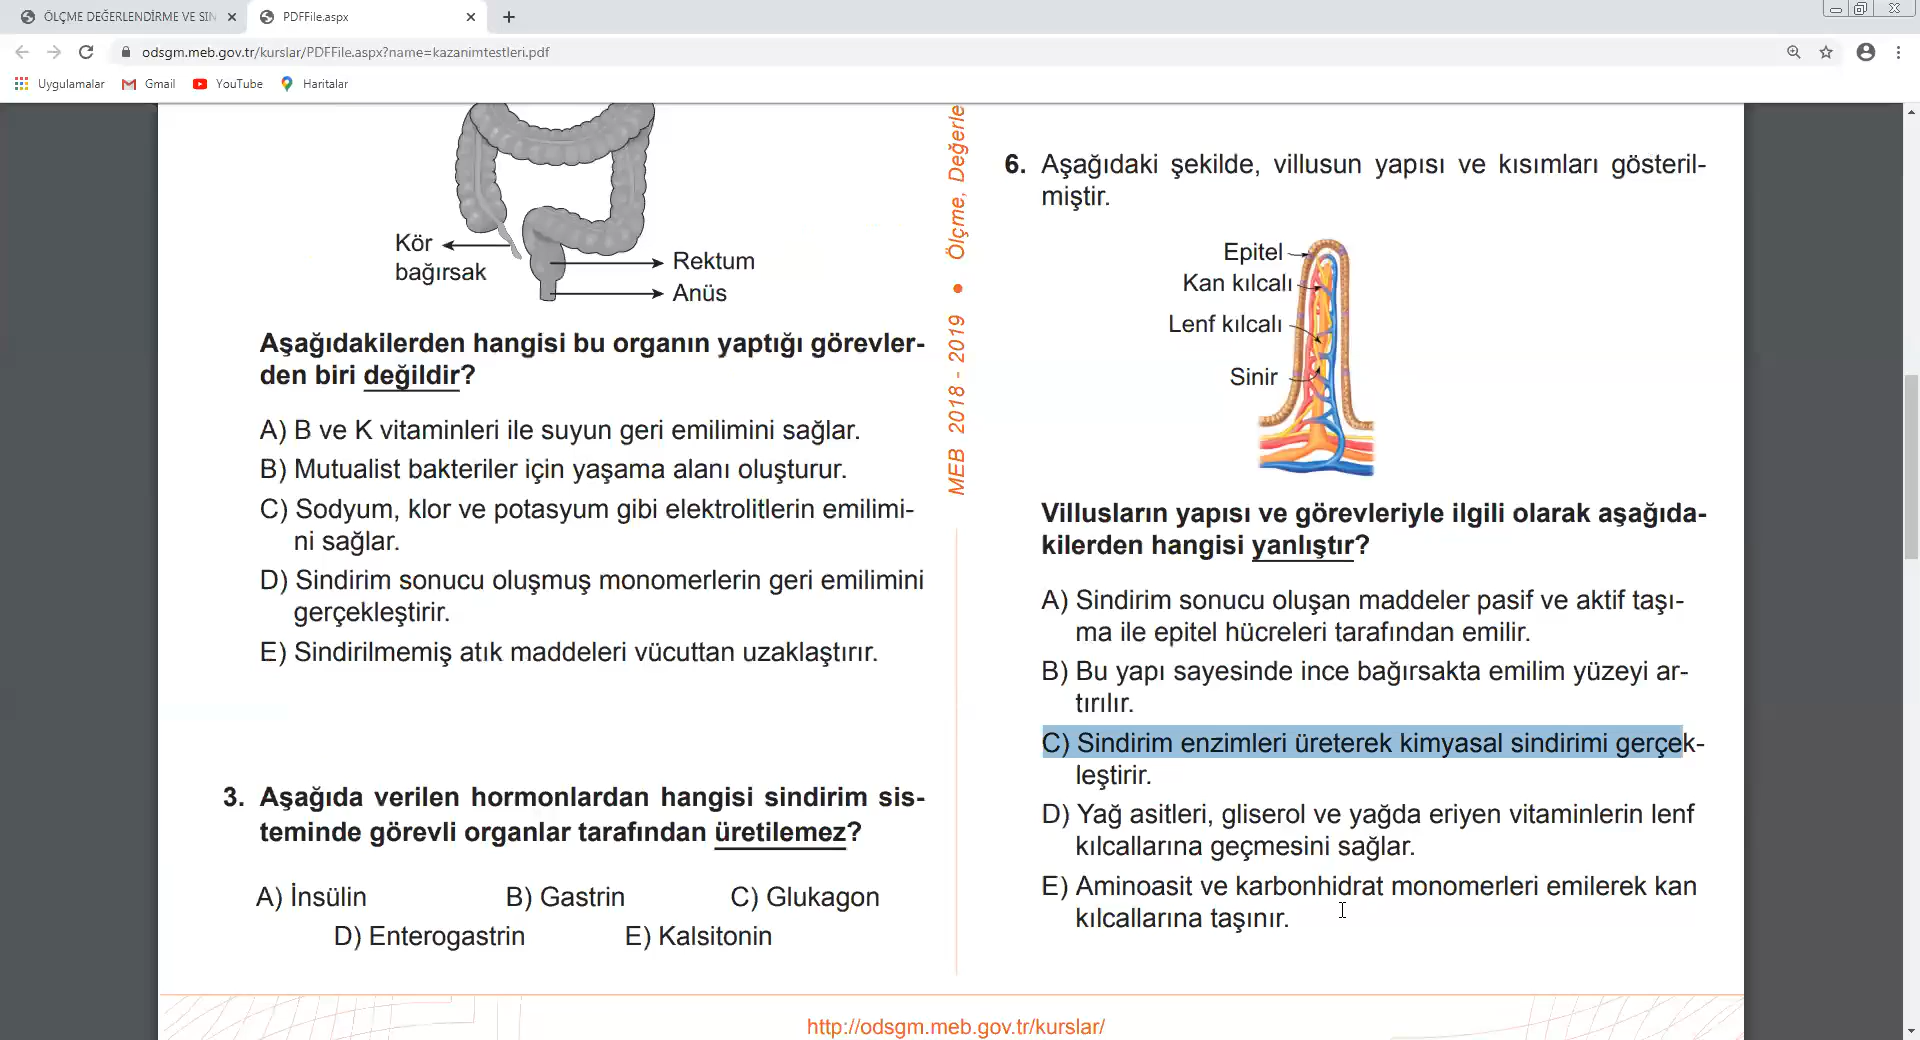 ÖLÇME DEĞERLENDİRME VE SIN
PDFFile.aspx
odsgm.meb.gov.tr/kurslar/PDFFile.aspx?name=kazanimtestleri.pdf
Uygulamalar
Gmail
YouTube
Haritalar
Kör
bağırsak
Rektum
Anüs
Aşağıdakilerden hangisi bu organın yaptığı görevler-
den biri değildir?
A) B ve K vitaminleri ile suyun geri emilimini sağlar.
B) Mutualist bakteriler için yaşama alanı oluşturur.
C) Sodyum, klor ve potasyum gibi elektrolitlerin emilimi-
ni sağlar.
D) Sindirim sonucu oluşmuş monomerlerin geri emilimini
gerçekleştirir.
E) Sindirilmemiş atık maddeleri vücuttan uzaklaştırır.
3. Aşağıda verilen hormonlardan hangisi sindirim sis-
teminde görevli organlar tarafından üretilemez?
A) İnsülin B) Gastrin C) Glukagon
D) Enterogastrin E) Kalsitonin
MEB 2018 - 2019 • Ölçme, Değerle
6. Aşağıdaki şekilde, villusun yapısı ve kısımları gösteril-
miştir.
Epitel
Kan kılcalı
Lenf kılcalı
Sinir
Villusların yapısı ve görevleriyle ilgili olarak aşağıda-
kilerden hangisi yanlıştır?
A) Sindirim sonucu oluşan maddeler pasif ve aktif taşı-
ma ile epitel hücreleri tarafından emilir.
B) Bu yapı sayesinde ince bağırsakta emilim yüzeyi ar-
tırılır.
C) Sindirim enzimleri üreterek kimyasal sindirimi gerçek-
leştirir.
D) Yağ asitleri, gliserol ve yağda eriyen vitaminlerin lenf
kılcallarına geçmesini sağlar.
E) Aminoasit ve karbonhidrat monomerleri emilerek kan
kılcallarına taşınır.
http://odsgm.meb.gov.tr/kurslar/